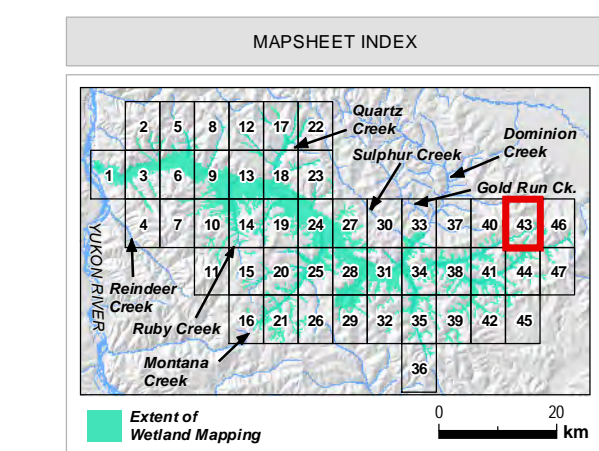 MAPSHEET INDEX
Quartz
Creek
Dominion
Creek
Sulphur Creek
Gold Run Ck.
2 5 8 12 17 22
1 3 6 9 13 18 23
4 7 10 14 19 24 27 30 33 37 40 43 46
11 15 20 25 28 31 34 38 41 44 47
16 21 26 29 32 35 39 42 45
36
YUKON RIVER
Reindeer
Creek
Ruby Creek
Montana
Creek
Extent of
Wetland Mapping
0 20
km